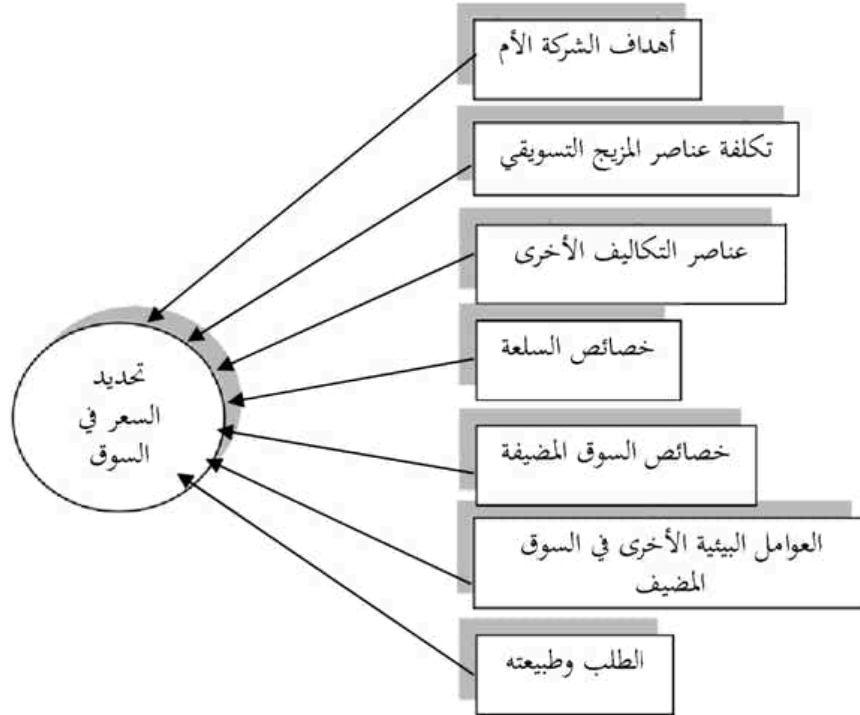 أهداف الشركة الأم
تكلفة عناصر المزيج التسويقي
عناصر التكاليف الأخرى
خصائص السلعة
خصائص السوق المضيفة
العوامل البيئية الأخرى في السوق
المضيف
الطلب وطبيعته
تحديد
السعر في
السوق